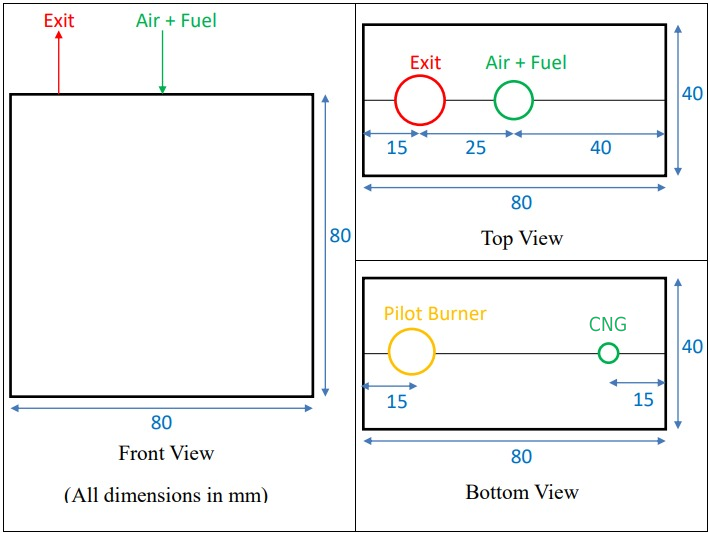 Exit
Air + Fuel
80
80
Front View
(All dimensions in mm)
Exit
Air + Fuel
40
15
25
40
80
Top View
Pilot Burner
CNG
40
15
15
80
Bottom View